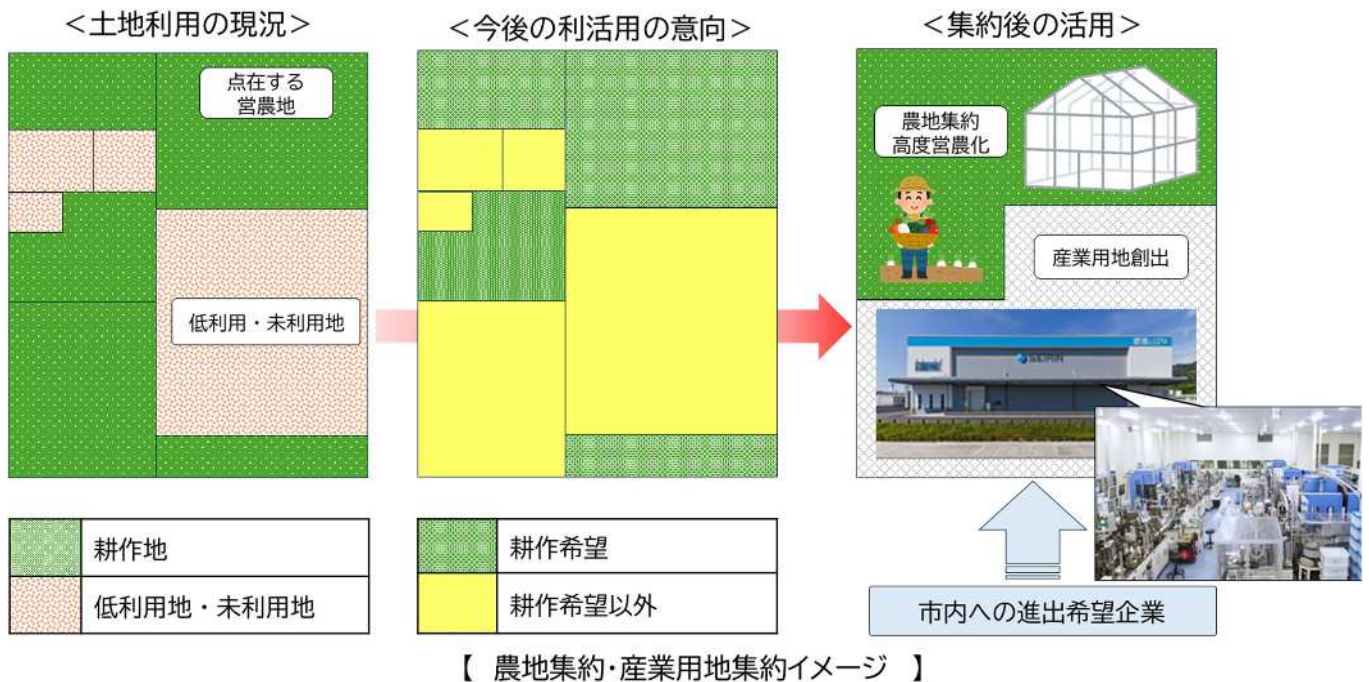 <土地利用の現況>
<今後の利活用の意向>
<集約後の活用>
点在する
営農地
低利用・未利用地
農地集約
高度営農化
産業用地創出
SEIRIN
耕作地
低利用地・未利用地
耕作希望
耕作希望以外
市内への進出希望企業
【 農地集約・産業用地集約イメージ 】